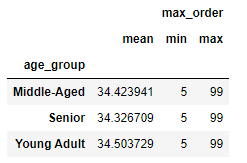 max_order
mean min max
age_group
Middle-Aged 34.423941 5 99
Senior 34.326709 5 99
Young Adult 34.503729 5 99